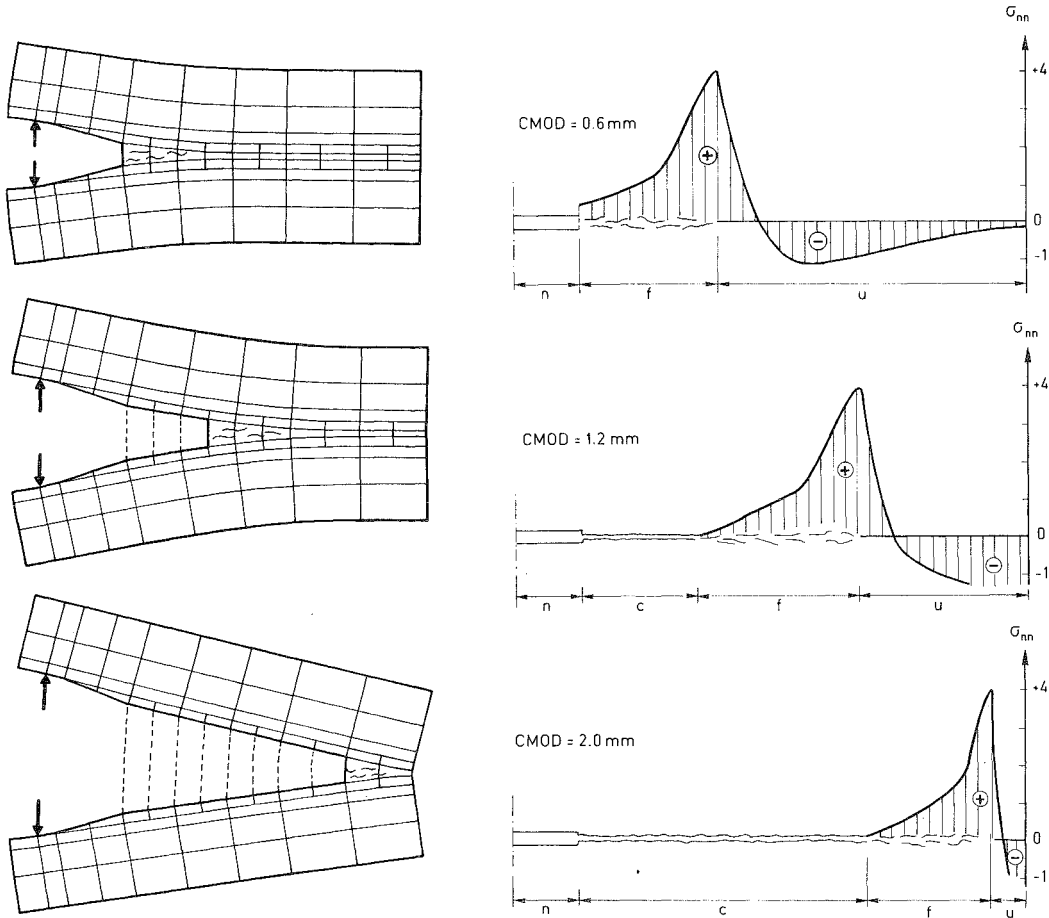 σnn
+4
CMOD = 0.6 mm
+
0
−
-1
n f u
σnn
+4
CMOD = 1.2 mm
+
0
−
-1
n c f u
σnn
+4
CMOD = 2.0 mm
+
0
−
-1
n c f u